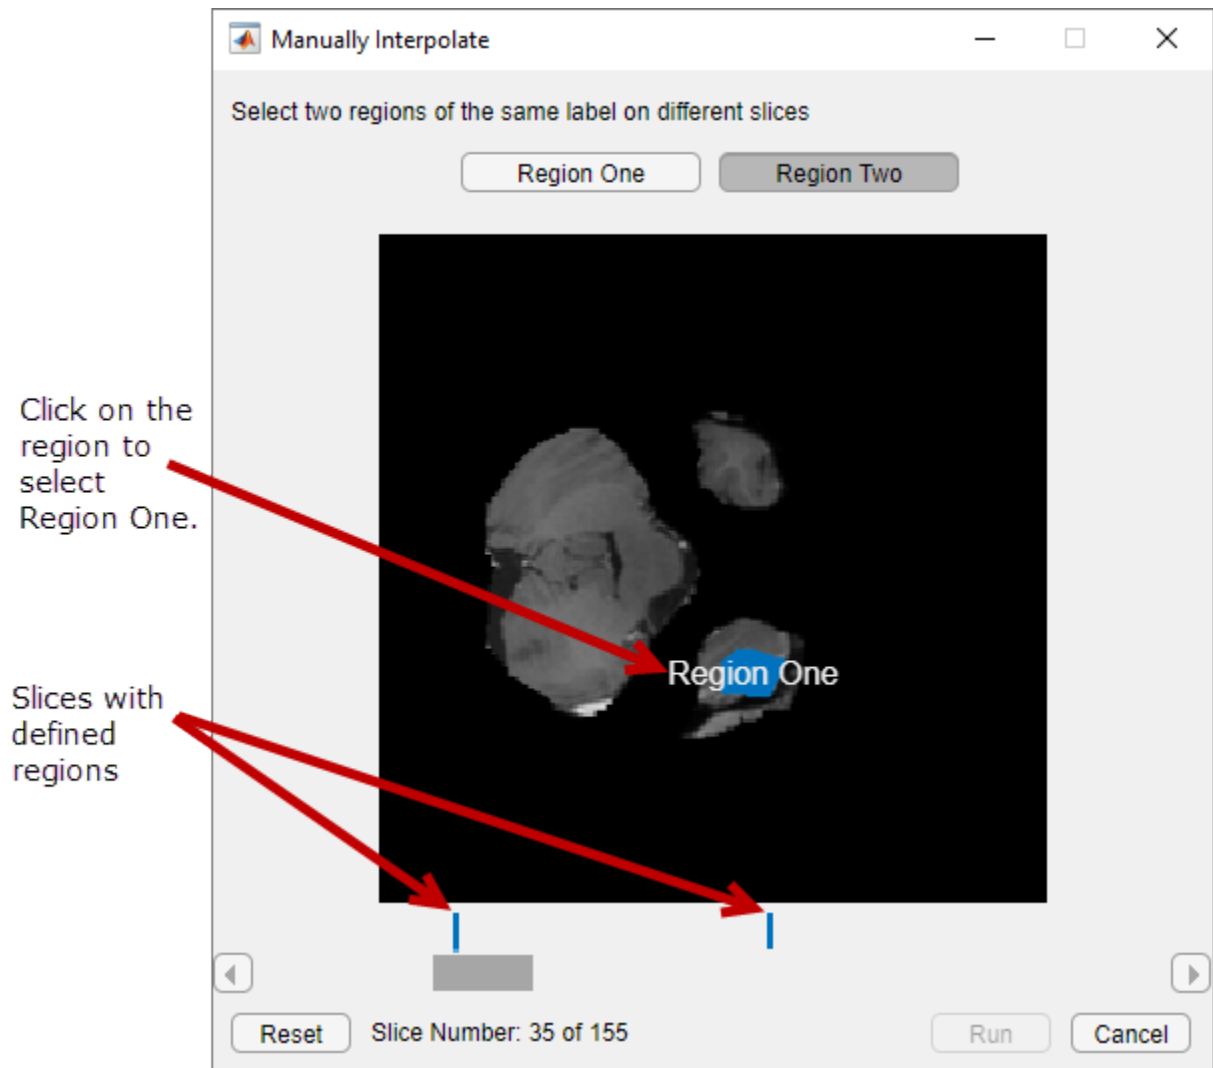 Manually Interpolate
Select two regions of the same label on different slices
Region One
Region Two
Click on the
region to
select
Region One.
Region One
Slices with
defined
regions
Reset
Slice Number: 35 of 155
Run
Cancel